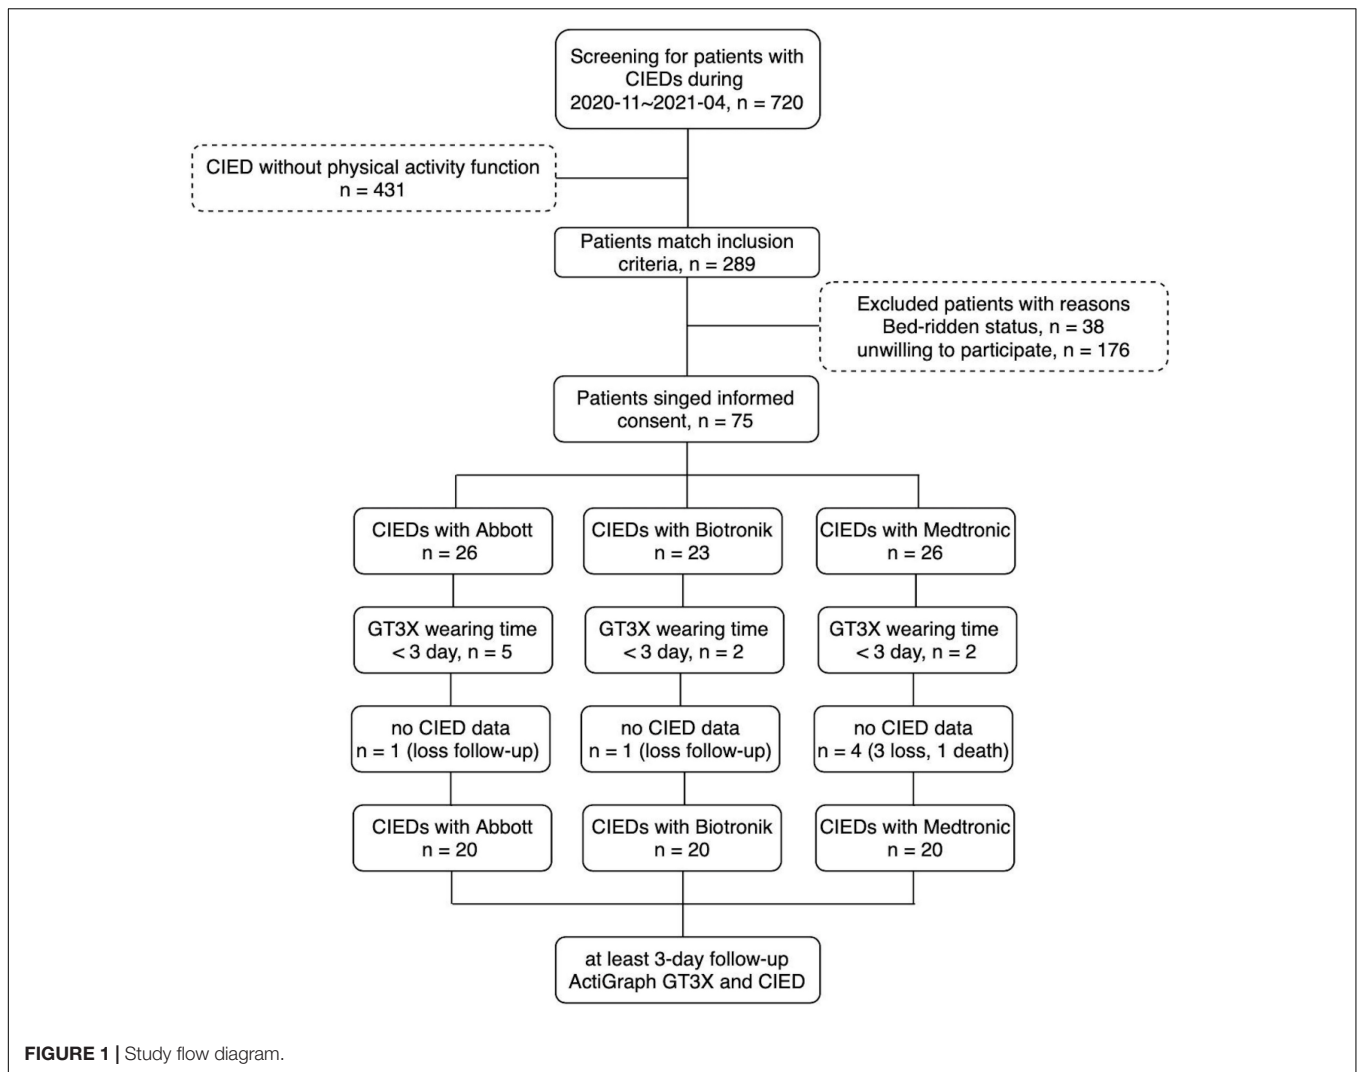 Screening for patients with
CIEDs during
2020-11~2021-04, n = 720
CIED without physical activity function
n = 431
Patients match inclusion
criteria, n = 289
Excluded patients with reasons
Bed-ridden status, n = 38
unwilling to participate, n = 176
Patients singed informed
consent, n = 75
CIEDs with Abbott
n = 26
CIEDs with Biotronik
n = 23
CIEDs with Medtronic
n = 26
GT3X wearing time
< 3 day, n = 5
GT3X wearing time
< 3 day, n = 2
GT3X wearing time
< 3 day, n = 2
no CIED data
n = 1 (loss follow-up)
no CIED data
n = 1 (loss follow-up)
no CIED data
n = 4 (3 loss, 1 death)
CIEDs with Abbott
n = 20
CIEDs with Biotronik
n = 20
CIEDs with Medtronic
n = 20
at least 3-day follow-up
ActiGraph GT3X and CIED
FIGURE 1 | Study flow diagram.